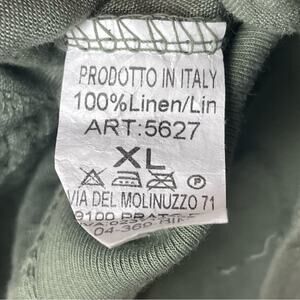 PRODOTTO IN ITALY
100%Linen/Lin
ART:5627
XL
VIA DEL MOLINUZZO 71